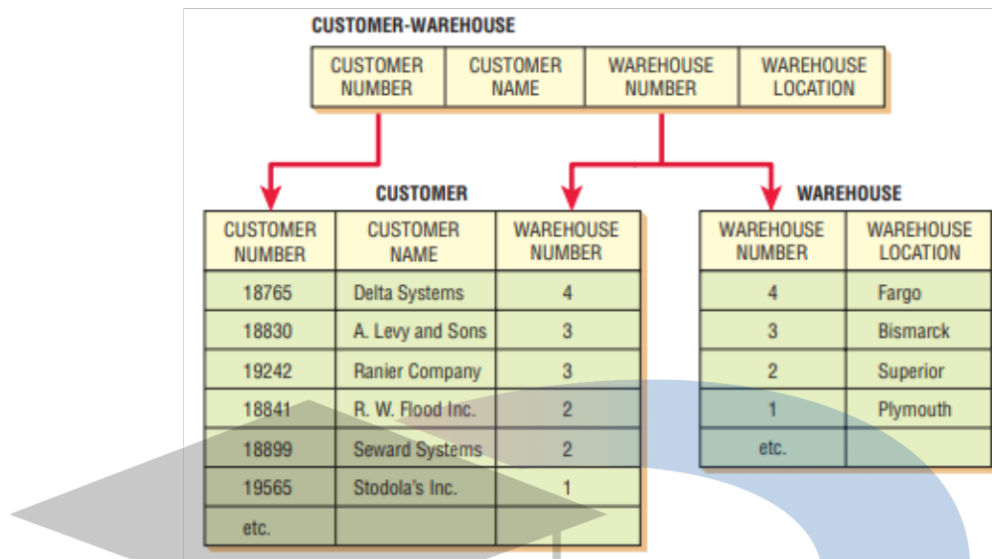 CUSTOMER-WAREHOUSE
CUSTOMER NUMBER CUSTOMER NAME WAREHOUSE NUMBER WAREHOUSE LOCATION
CUSTOMER
CUSTOMER NUMBER CUSTOMER NAME WAREHOUSE NUMBER
18765 Delta Systems 4
18830 A. Levy and Sons 3
19242 Ranier Company 3
18841 R. W. Flood Inc. 2
18899 Seward Systems 2
19565 Stodola's Inc. 1
etc.
WAREHOUSE
WAREHOUSE NUMBER WAREHOUSE LOCATION
4 Fargo
3 Bismarck
2 Superior
1 Plymouth
etc.